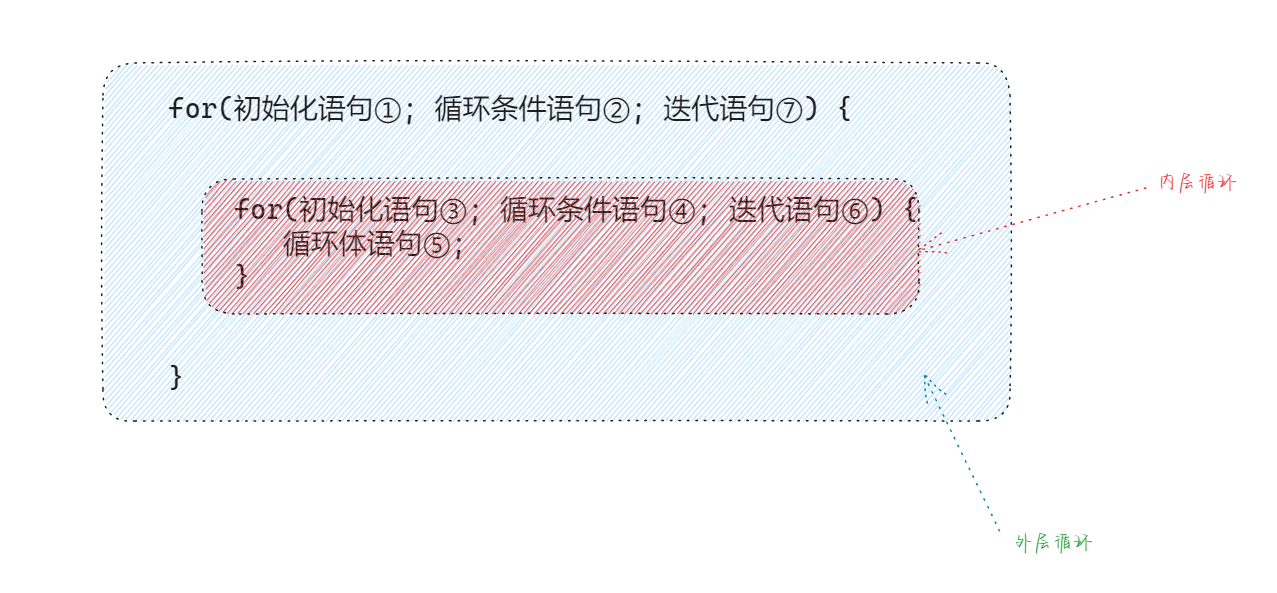 for(初始化语句①; 循环条件语句②; 迭代语句⑦) {
for(初始化语句③; 循环条件语句④; 迭代语句⑥) {
循环体语句⑤;
}
}
内层循环
外层循环